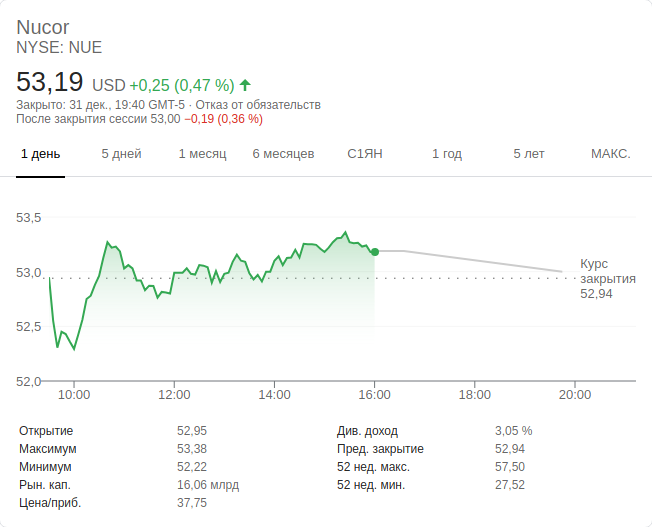 Nucor
NYSE: NUE
53,19 USD +0,25 (0,47 %)
Закрыто: 31 дек., 19:40 GMT-5 · Отказ от обязательств
После закрытия сессии 53,00 −0,19 (0,36 %)
1 день 5 дней 1 месяц 6 месяцев С1ЯН 1 год 5 лет МАКС.
53,5
53,0
52,5
52,0
Курс
закрытия
52,94
10:00 12:00 14:00 16:00 18:00 20:00
Открытие 52,95 Див. доход 3,05 %
Максимум 53,38 Пред. закрытие 52,94
Минимум 52,22 52 нед. макс. 57,50
Рын. кап. 16,06 млрд 52 нед. мин. 27,52
Цена/приб. 37,75